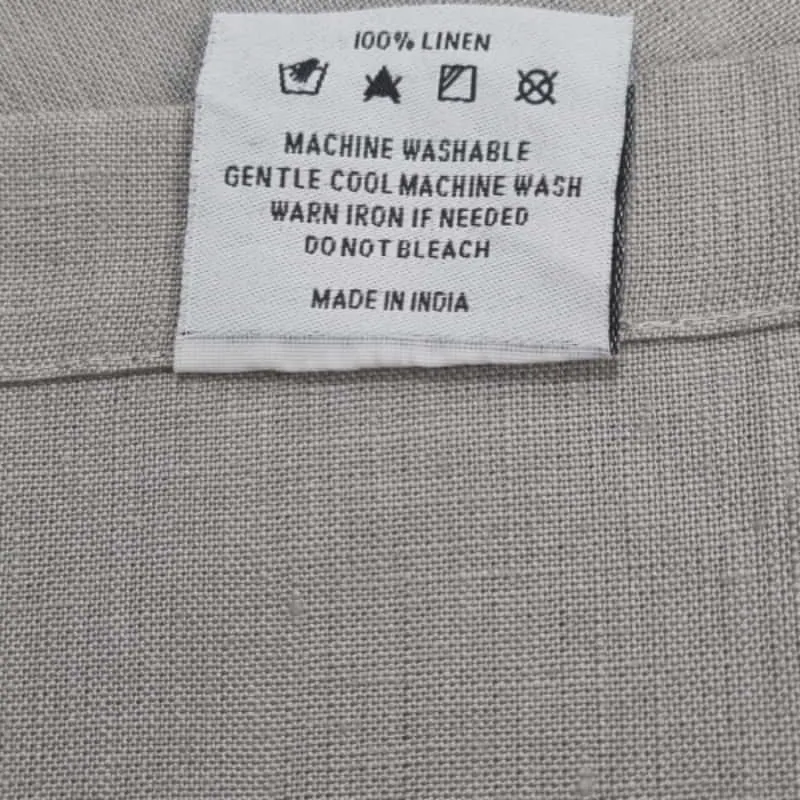 100% LINEN
MACHINE WASHABLE
GENTLE COOL MACHINE WASH
WARN IRON IF NEEDED
DO NOT BLEACH
MADE IN INDIA